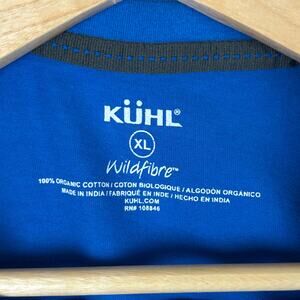 KÜHL®
XL
Wildfibre™
100% ORGANIC COTTON / COTON BIOLOGIQUE / ALGODÓN ORGÁNICO
MADE IN INDIA / FABRIQUÉ EN INDE / HECHO EN INDIA
KUHL.COM
RN# 108846